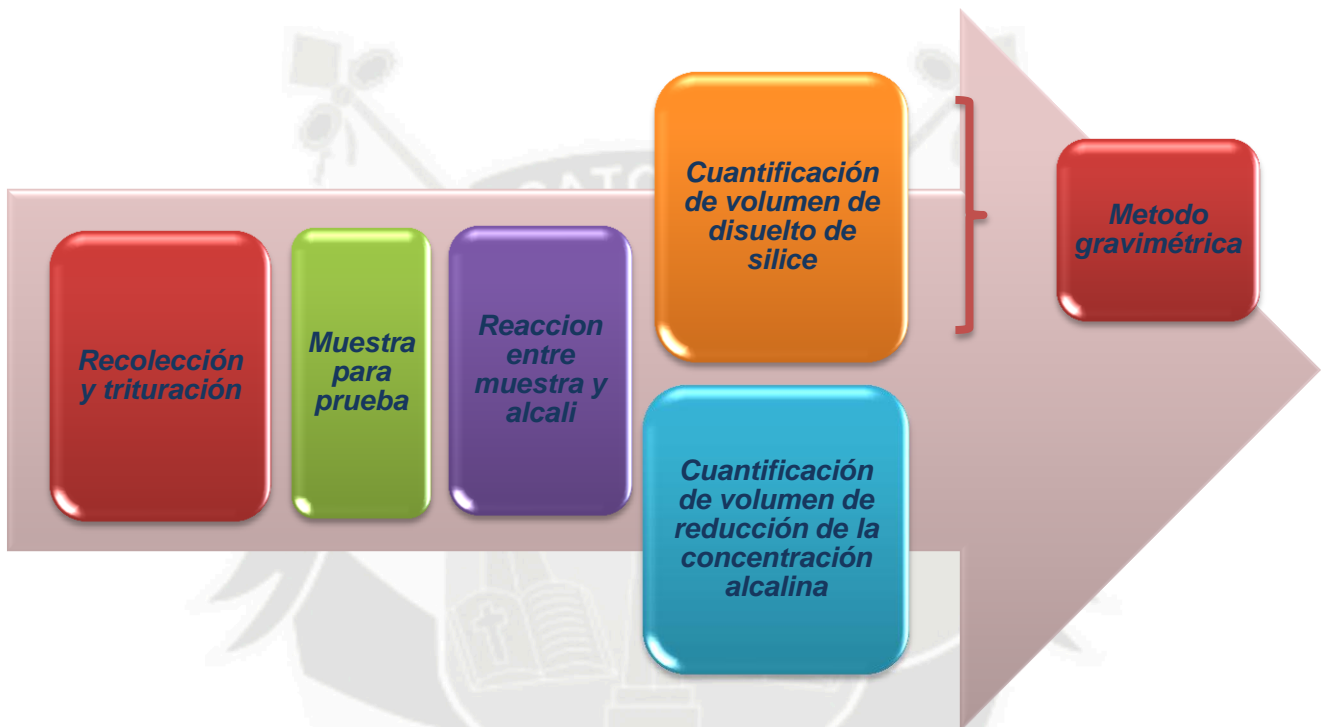 Recolección
y trituración
Muestra
para
prueba
Reaccion
entre
muestra y
alcali
Cuantificación
de volumen de
disuelto de
silice
Cuantificación
de volumen de
reducción de la
concentración
alcalina
Metodo
gravimétrica